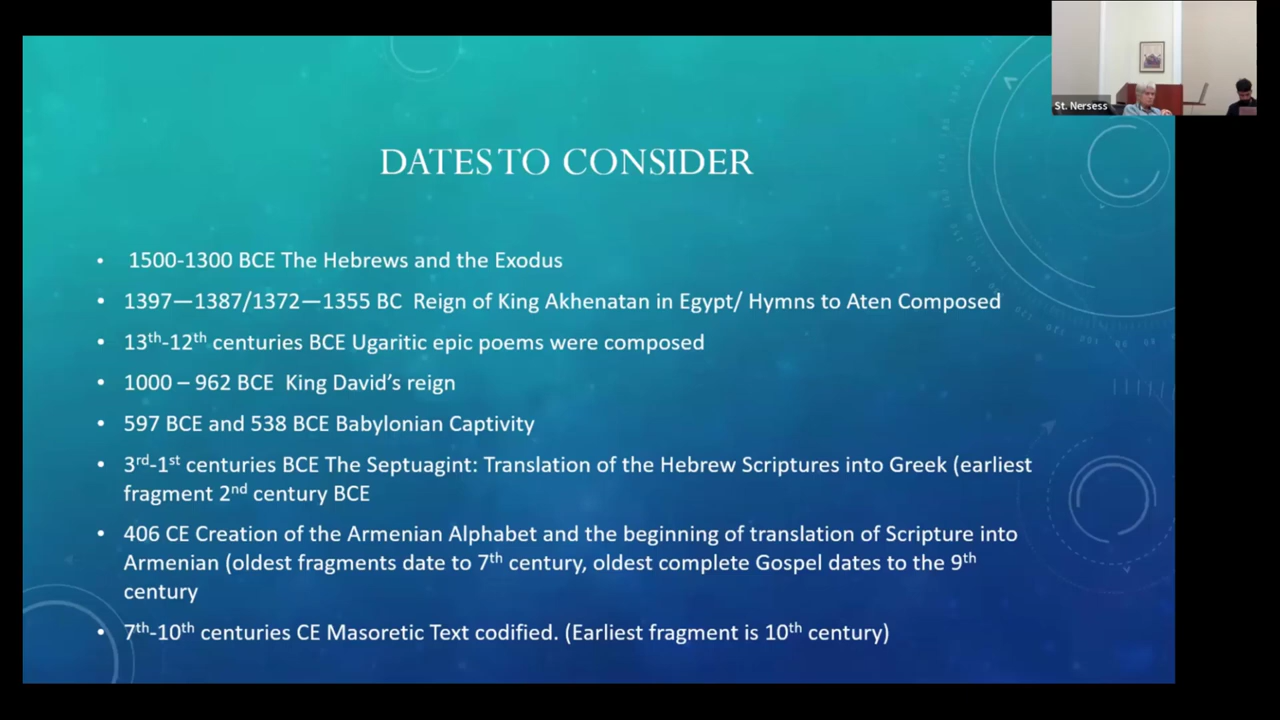 DATES TO CONSIDER
• 1500-1300 BCE The Hebrews and the Exodus
• 1397—1387/1372—1355 BC Reign of King Akhenatan in Egypt/ Hymns to Aten Composed
• 13th-12th centuries BCE Ugaritic epic poems were composed
• 1000 – 962 BCE King David's reign
• 597 BCE and 538 BCE Babylonian Captivity
• 3rd-1st centuries BCE The Septuagint: Translation of the Hebrew Scriptures into Greek (earliest
fragment 2nd century BCE
• 406 CE Creation of the Armenian Alphabet and the beginning of translation of Scripture into
Armenian (oldest fragments date to 7th century, oldest complete Gospel dates to the 9th
century
• 7th-10th centuries CE Masoretic Text codified. (Earliest fragment is 10th century)
St. Nersess